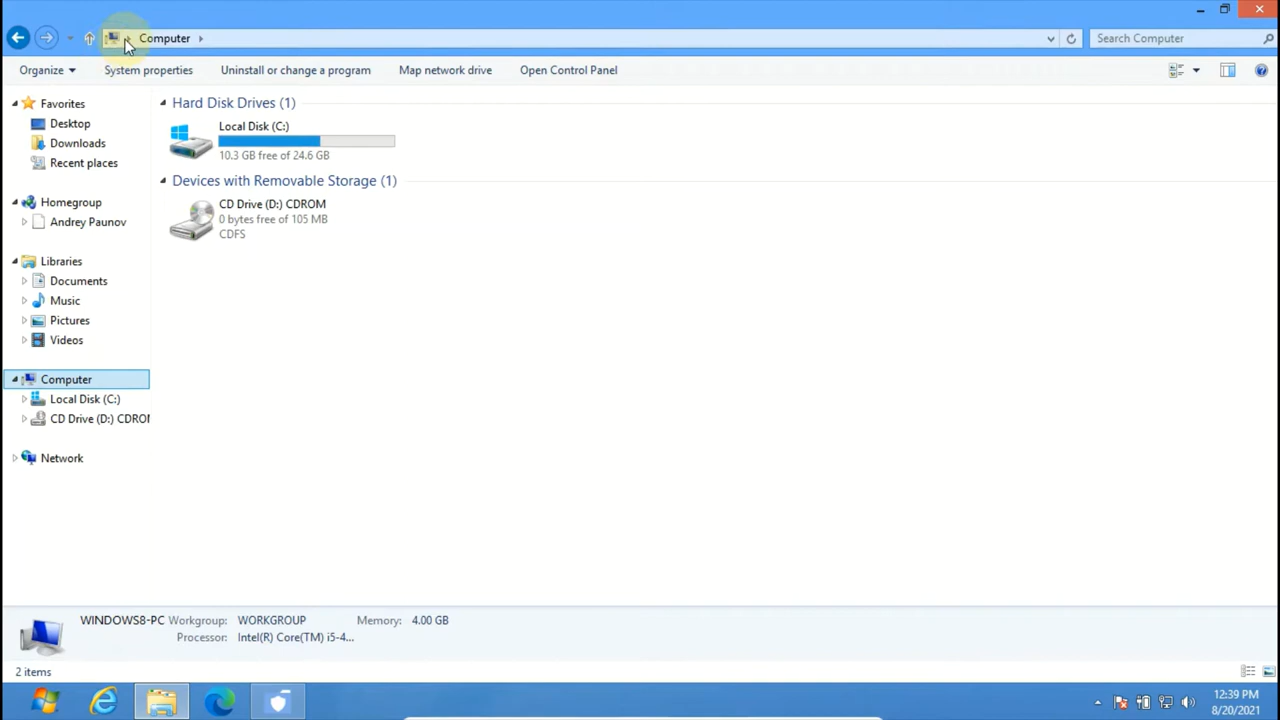 Computer
Search Computer
Organize
System properties
Uninstall or change a program
Map network drive
Open Control Panel
Favorites
Desktop
Downloads
Recent places
Homegroup
Andrey Paunov
Libraries
Documents
Music
Pictures
Videos
Computer
Local Disk (C:)
CD Drive (D:) CDROM
Network
Hard Disk Drives (1)
Local Disk (C:)
10.3 GB free of 24.6 GB
Devices with Removable Storage (1)
CD Drive (D:) CDROM
0 bytes free of 105 MB
CDFS
WINDOWS8-PC Workgroup: WORKGROUP Memory: 4.00 GB
Processor: Intel(R) Core(TM) i5-4...
2 items
12:39 PM
8/20/2021